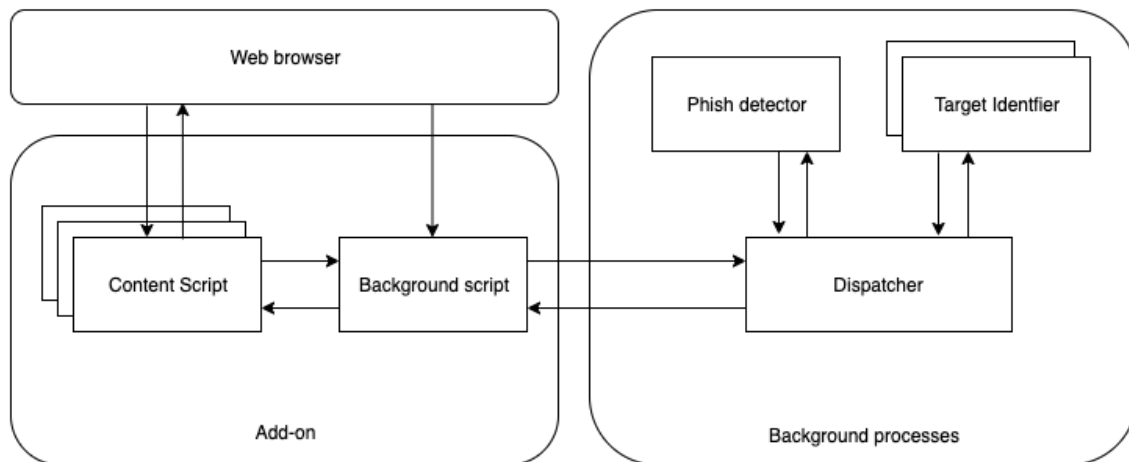 Web browser
Phish detector
Target Identfier
Content Script
Background script
Dispatcher
Add-on
Background processes